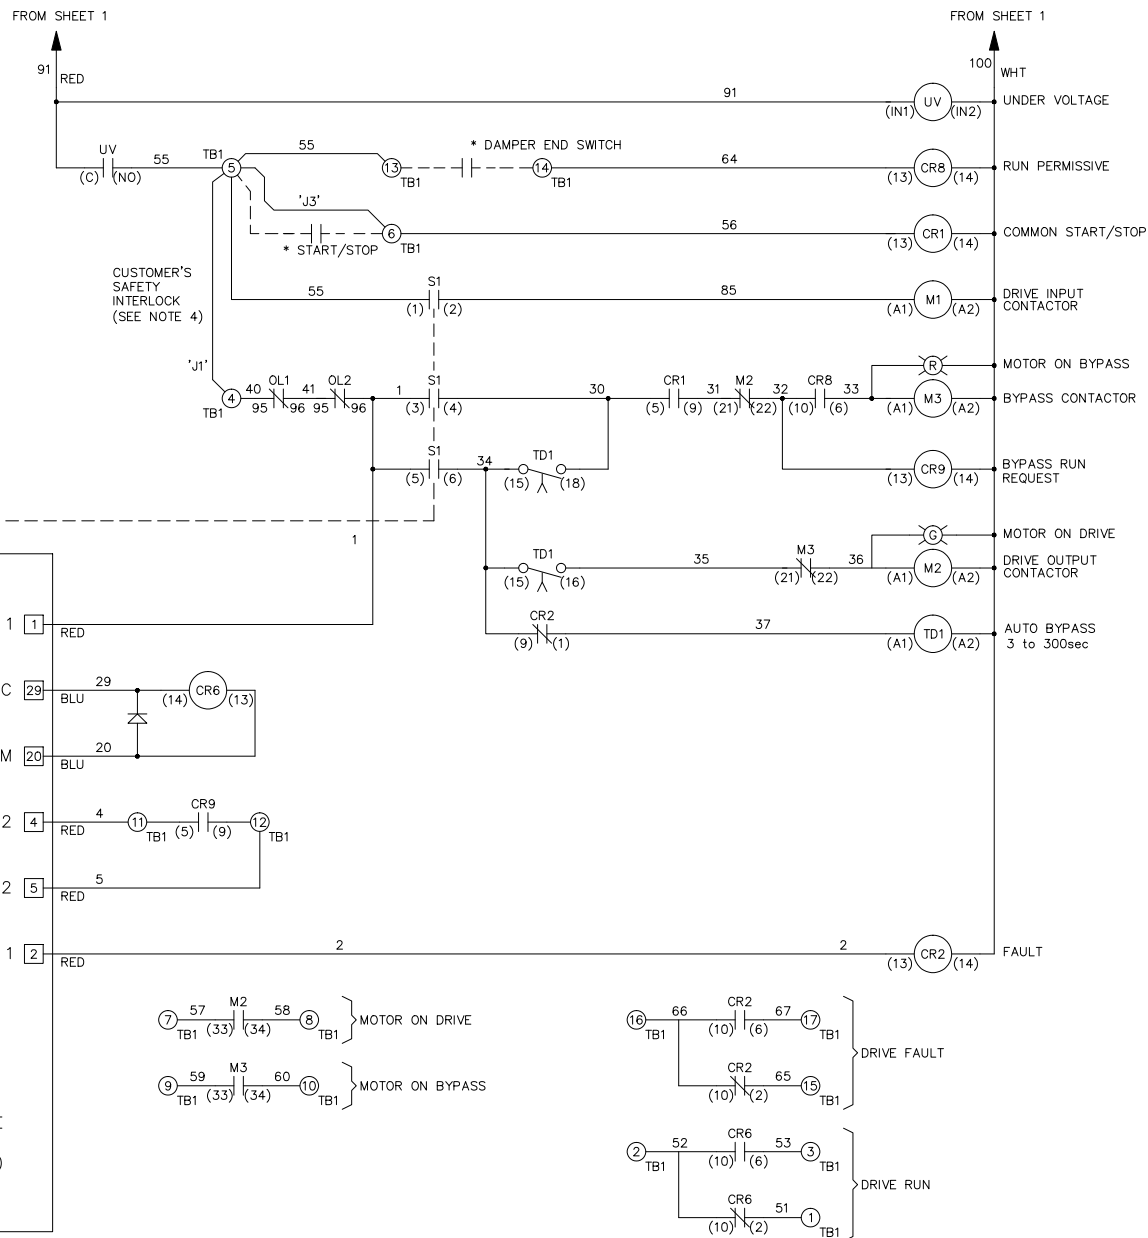 FROM SHEET 1
FROM SHEET 1
91
RED
100
WHT
91
(IN1) UV (IN2)
UNDER VOLTAGE
UV
(C) (NO)
55
TB1
5
55
13
TB1
* DAMPER END SWITCH
14
TB1
64
(13) CR8 (14)
RUN PERMISSIVE
'J3'
* START/STOP
6
TB1
56
(13) CR1 (14)
COMMON START/STOP
CUSTOMER'S
SAFETY
INTERLOCK
(SEE NOTE 4)
55
S1
(1) (2)
85
(A1) M1 (A2)
DRIVE INPUT
CONTACTOR
'J1'
R
MOTOR ON BYPASS
4
TB1
40
OL1
95 96
41
OL2
95 96
1
S1
(3) (4)
30
CR1
(5) (9)
31
M2
(21) (22)
32
CR8
(10) (6)
33
(A1) M3 (A2)
BYPASS CONTACTOR
S1
(5) (6)
34
TD1
(15) (18)
(13) CR9 (14)
BYPASS RUN
REQUEST
1
G
MOTOR ON DRIVE
TD1
(15) (16)
35
M3
(21) (22)
36
(A1) M2 (A2)
DRIVE OUTPUT
CONTACTOR
1 1
RED
CR2
(9) (1)
37
(A1) TD1 (A2)
AUTO BYPASS
3 to 300sec
C 29
BLU
29
(14) CR6 (13)
M 20
BLU
20
2 4
RED
4
11
TB1
CR9
(5) (9)
12
TB1
2 5
RED
5
1 2
RED
2
2
(13) CR2 (14)
FAULT
7
TB1
57
M2
(33) (34)
58
8
TB1
MOTOR ON DRIVE
16
TB1
66
CR2
(10) (6)
67
17
TB1
DRIVE FAULT
9
TB1
59
M3
(33) (34)
60
10
TB1
MOTOR ON BYPASS
CR2
(10) (2)
65
15
TB1
2
TB1
52
CR6
(10) (6)
53
3
TB1
DRIVE RUN
)
CR6
(10) (2)
51
1
TB1